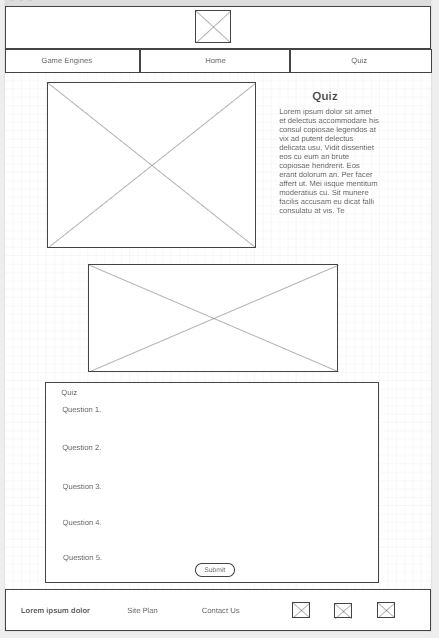 Game Engines
Home
Quiz
Quiz
Lorem ipsum dolor sit amet
et delectus accommodare his
consul copiosae legendos at
vix ad putent delectus
delicata usu. Vidit dissentiet
eos cu eum an brute
copiosae hendrerit. Eos
erant dolorum an. Per facer
affert ut. Mei iisque mentitum
moderatius cu. Sit munere
facilis accusam eu dicat falli
consulatu at vis. Te
Quiz
Question 1.
Question 2.
Question 3.
Question 4.
Question 5.
Submit
Lorem ipsum dolor
Site Plan
Contact Us